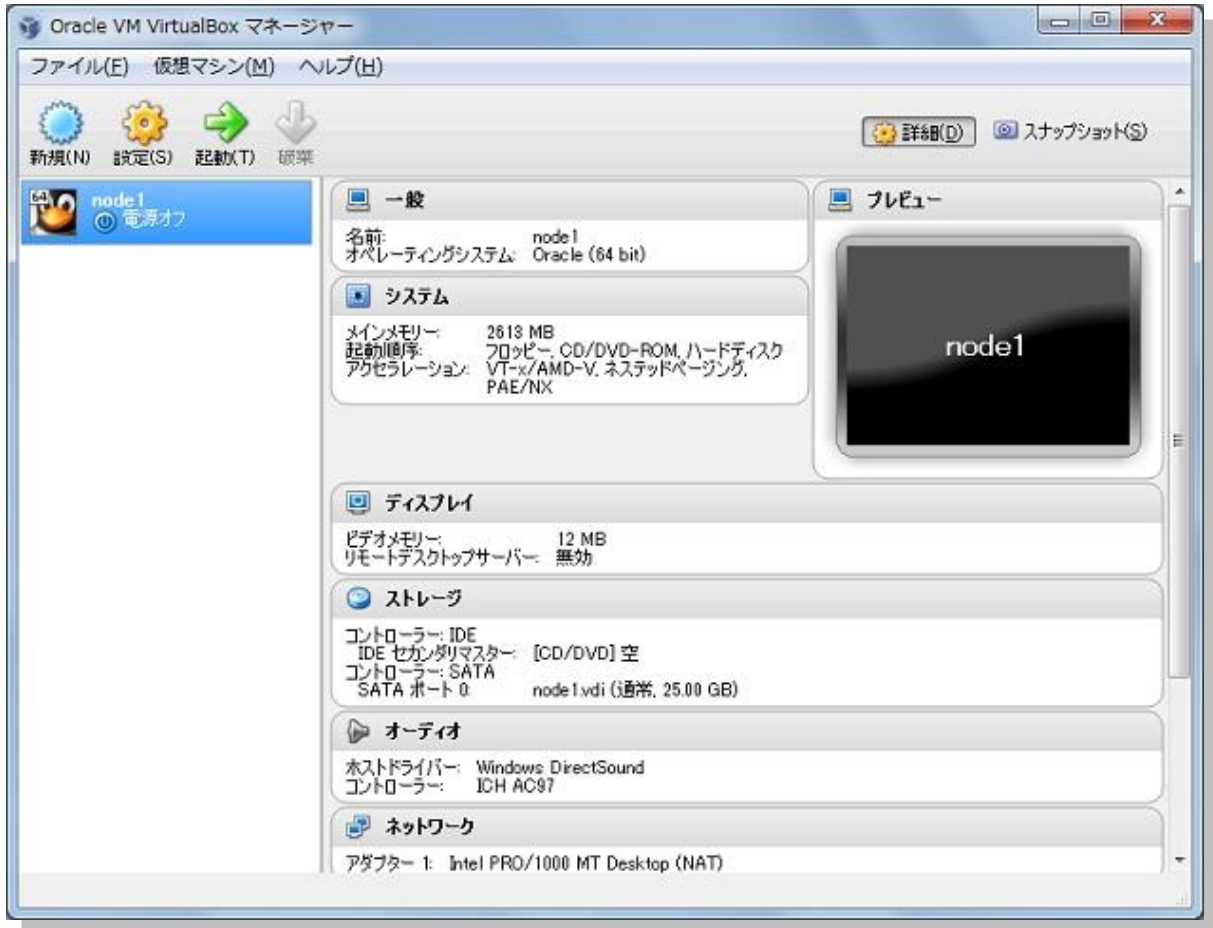 Oracle VM VirtualBox マネージャー
ファイル(F) 仮想マシン(M) ヘルプ(H)
新規(N) 設定(S) 起動(T) 破棄
詳細(D) スナップショット(S)
64
node1
電源オフ
一般
名前: node1
オペレーティングシステム: Oracle (64 bit)
システム
メインメモリー: 2613 MB
起動順序: フロッピー, CD/DVD-ROM, ハードディスク
アクセラレーション: VT-x/AMD-V, ネステッドページング,
PAE/NX
プレビュー
node1
ディスプレイ
ビデオメモリー: 12 MB
リモートデスクトップサーバー: 無効
ストレージ
コントローラー: IDE
IDE セカンダリマスター: [CD/DVD] 空
コントローラー: SATA
SATA ポート 0: node1.vdi (通常, 25.00 GB)
オーディオ
ホストドライバー: Windows DirectSound
コントローラー: ICH AC97
ネットワーク
アダプター 1: Intel PRO/1000 MT Desktop (NAT)